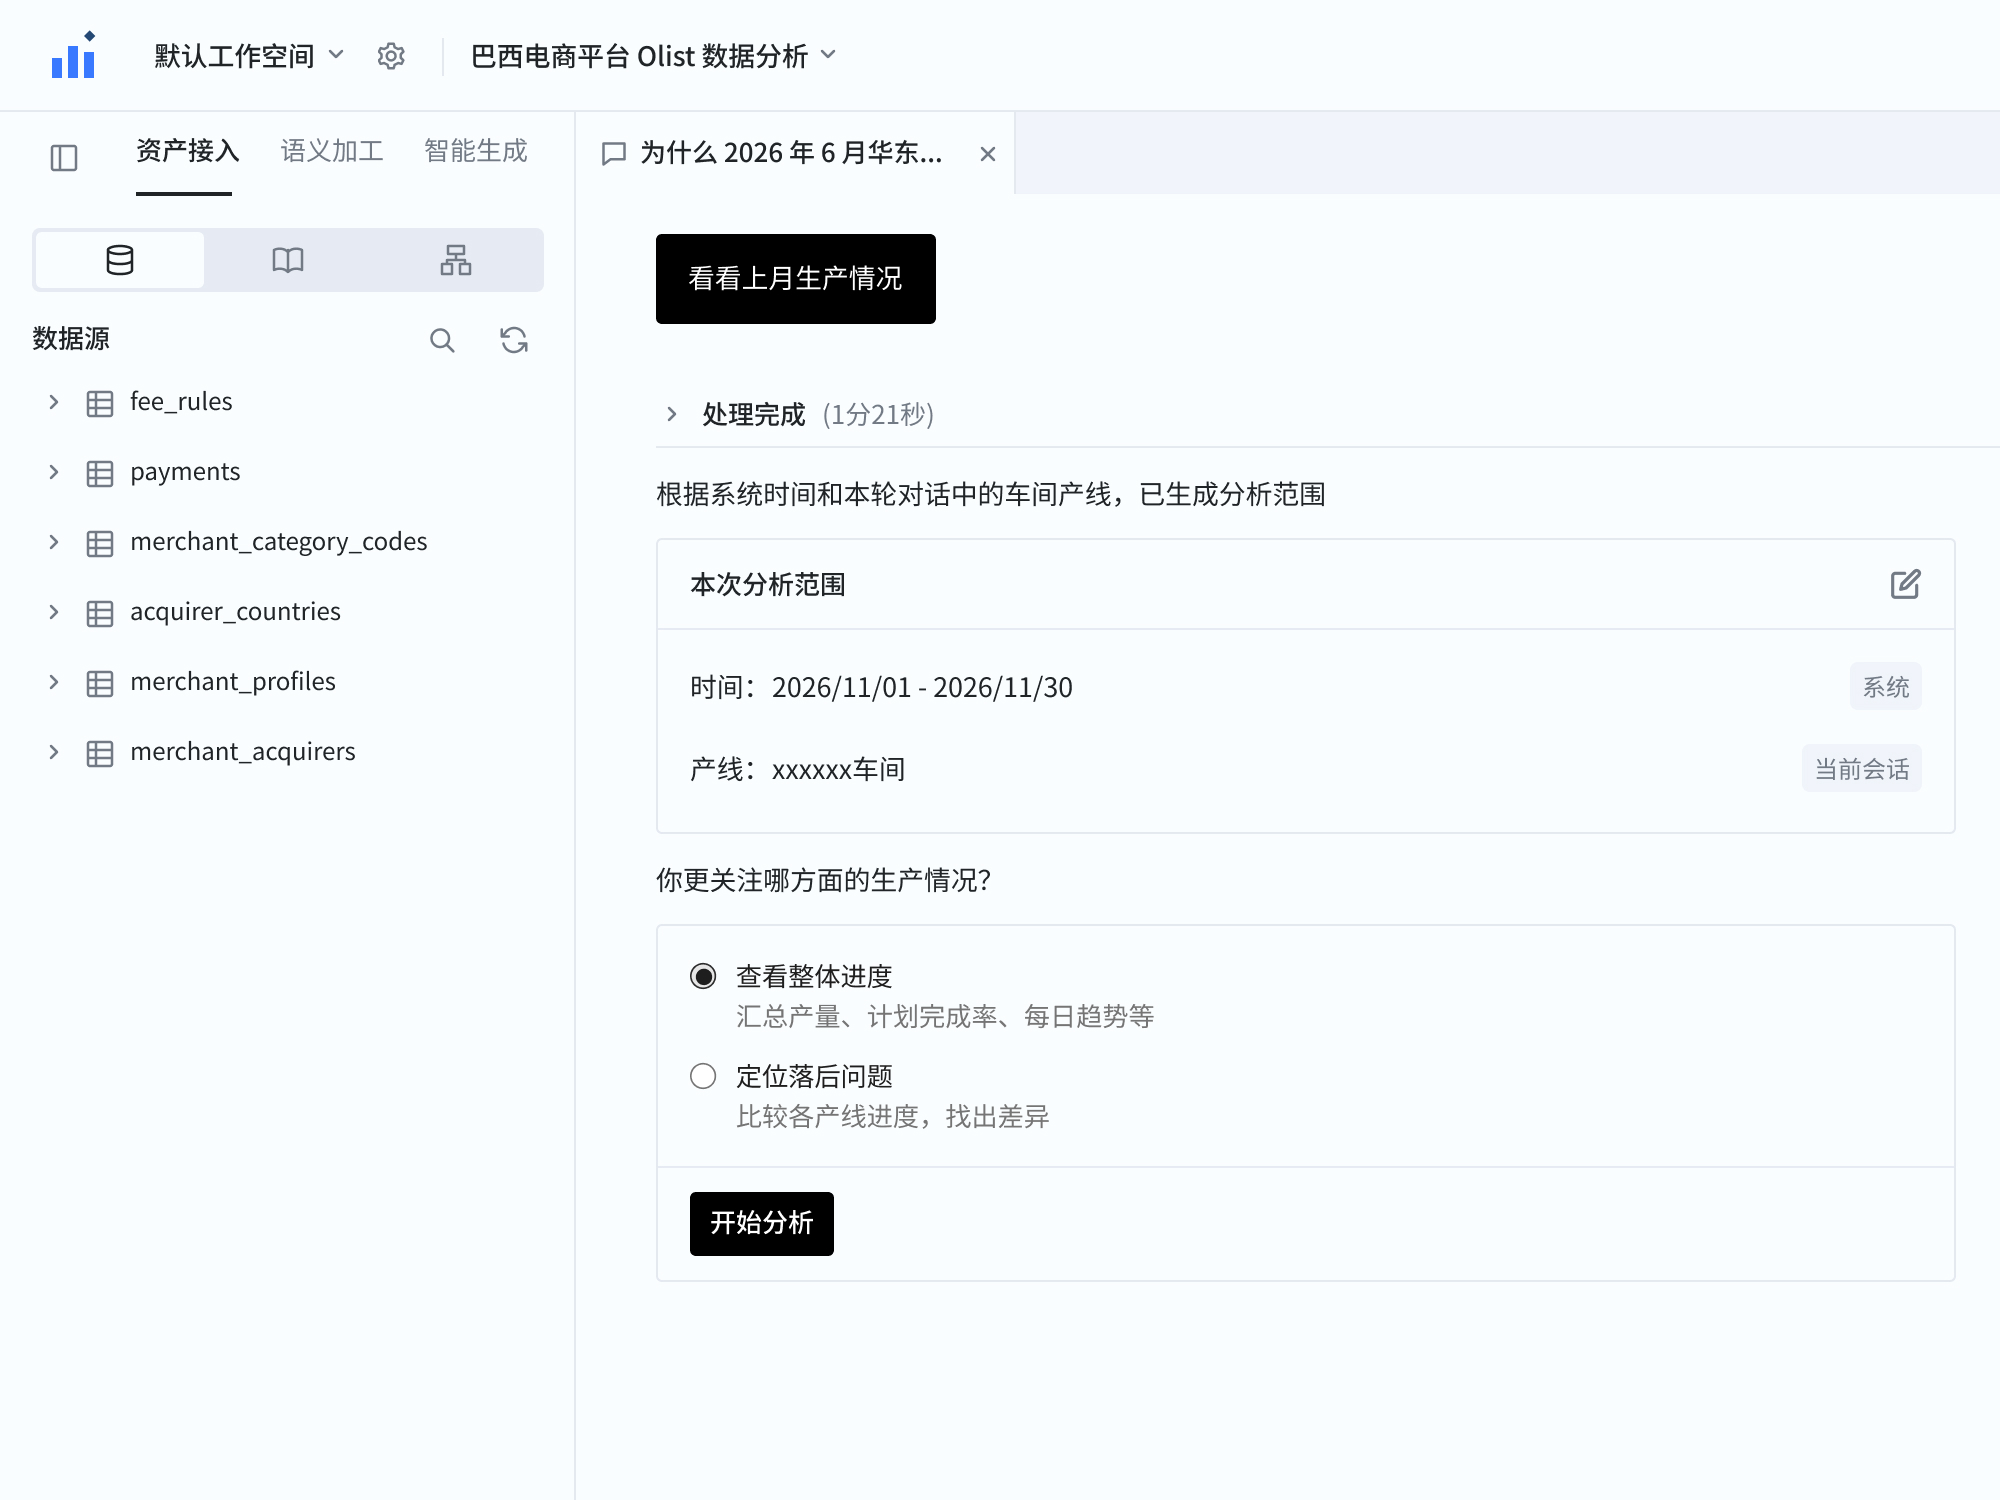 默认工作空间
巴西电商平台 Olist 数据分析
资产接入
语义加工
智能生成
为什么 2026 年 6 月华东...
数据源
fee_rules
payments
merchant_category_codes
acquirer_countries
merchant_profiles
merchant_acquirers
看看上月生产情况
处理完成 (1分21秒)
根据系统时间和本轮对话中的车间产线，已生成分析范围
本次分析范围
时间：2026/11/01 - 2026/11/30
系统
产线：xxxxxx车间
当前会话
你更关注哪方面的生产情况？
查看整体进度
汇总产量、计划完成率、每日趋势等
定位落后问题
比较各产线进度，找出差异
开始分析